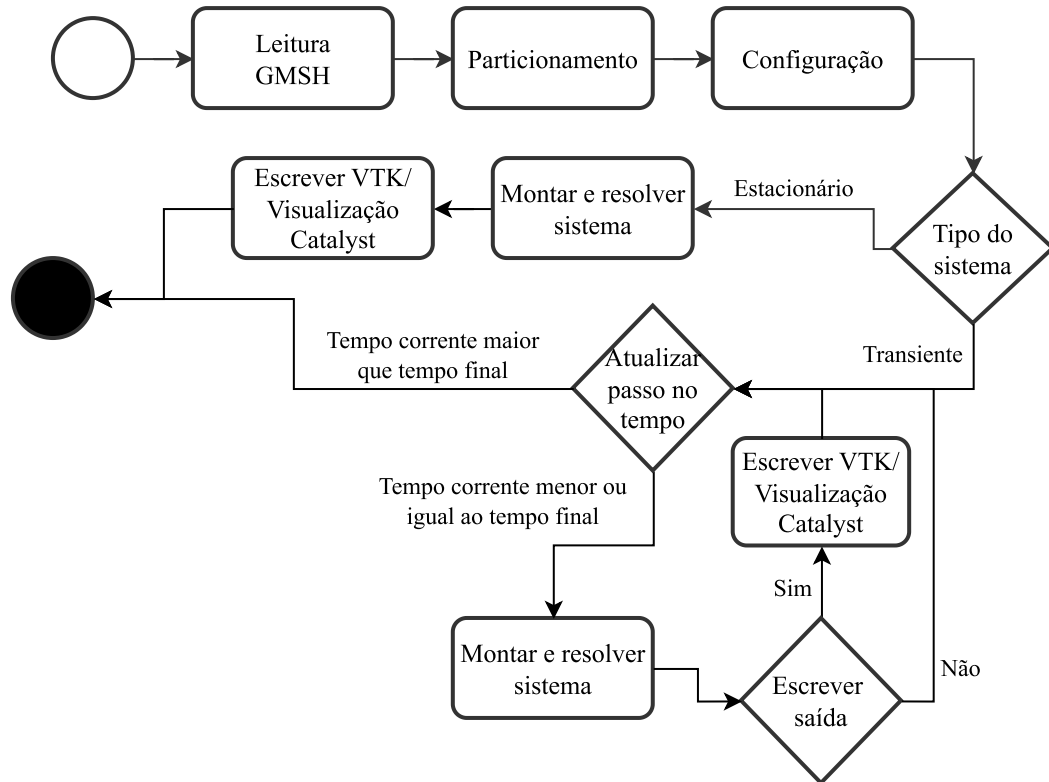 Leitura
GMSH
Particionamento
Configuração
Escrever VTK/
Visualização
Catalyst
Montar e resolver
sistema
Estacionário
Tipo do
sistema
Transiente
Tempo corrente maior
que tempo final
Atualizar
passo no
tempo
Tempo corrente menor ou
igual ao tempo final
Escrever VTK/
Visualização
Catalyst
Sim
Montar e resolver
sistema
Escrever
saída
Não